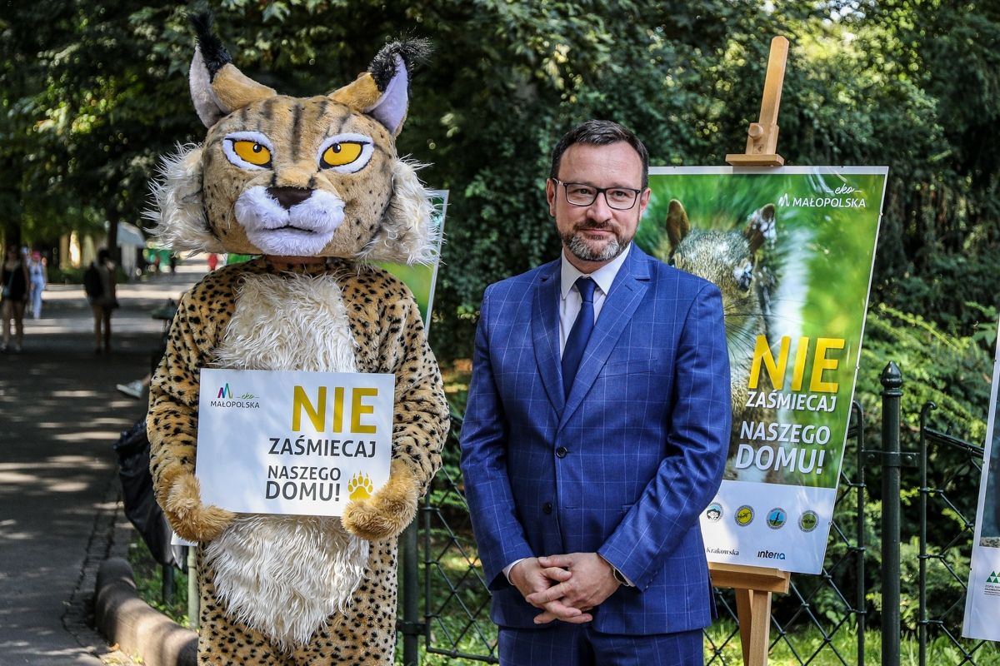 eko
MAŁOPOLSKA
NIE
ZAŚMIECAJ
NASZEGO
DOMU!
eko
MAŁOPOLSKA
NIE
ZAŚMIECAJ
NASZEGO
DOMU!
Krakowska
interia